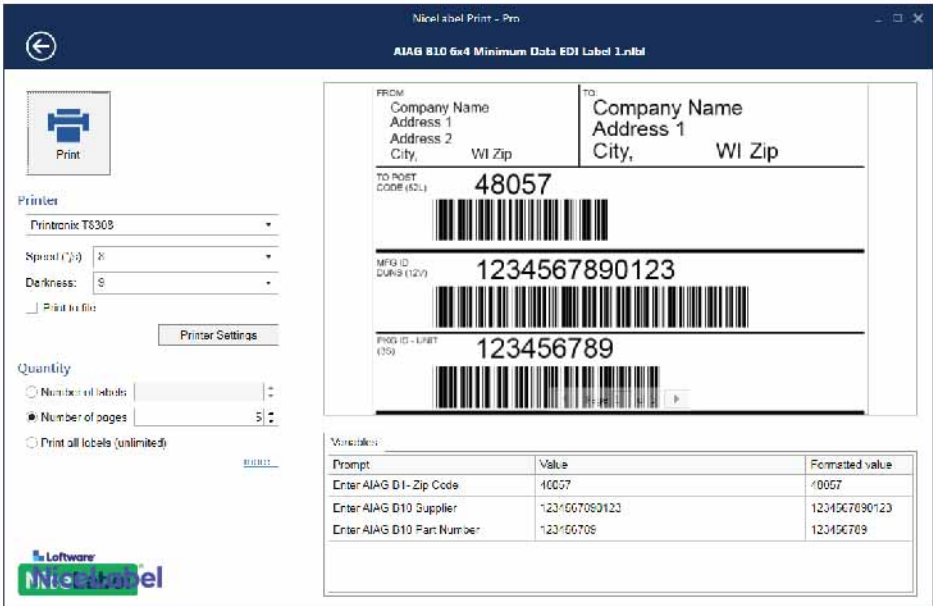 NiceLabel Print - Pro
AIAG B10 6x4 Minimum Data EDI Label 1.nlbl
Print
Printer
Printronix T8308
Speed ("/s) 8
Darkness: 9
Print to file
Printer Settings
Quantity
Number of labels
Number of pages 5
Print all labels (unlimited)
more...
Loftware
NiceLabel
FROM
Company Name
Address 1
Address 2
City, WI Zip
TO:
Company Name
Address 1
City, WI Zip
TO POST
CODE (52L)
48057
MFG ID
DUNS (12V)
1234567890123
PKG ID - UNIT
(3S)
123456789
Variables
Prompt Value Formatted value
Enter AIAG B1- Zip Code 48057 48057
Enter AIAG B10 Supplier 1234567890123 1234567890123
Enter AIAG B10 Part Number 123456789 123456789